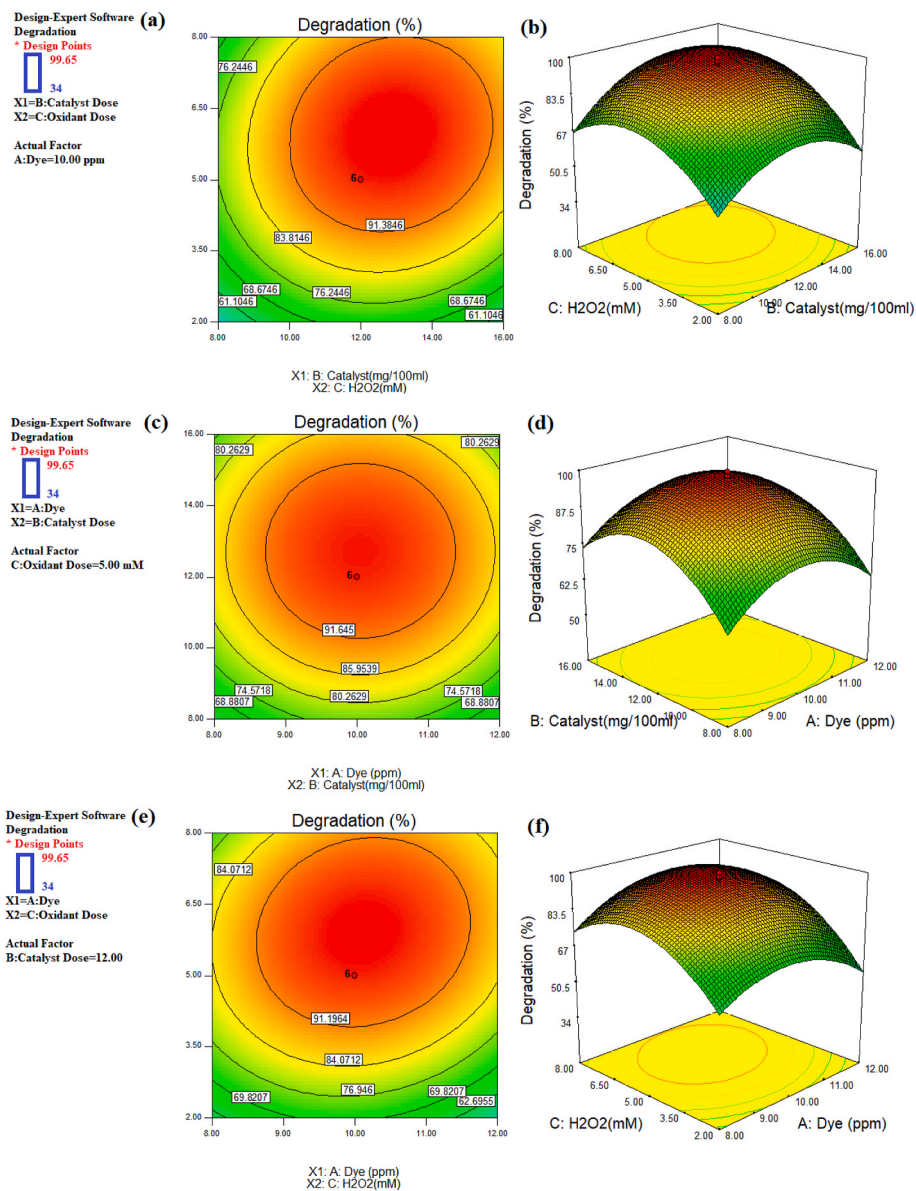 Design-Expert Software
Degradation
* Design Points
99.65
34
X1=B:Catalyst Dose
X2=C:Oxidant Dose
Actual Factor
A:Dye=10.00 ppm
(a)
Degradation (%)
8.00
6.50
5.00
3.50
2.00
76.2446
6
91.3846
83.8146
68.6746
76.2446
61.1046
68.6746
61.1046
8.00 10.00 12.00 14.00 16.00
X1: B: Catalyst(mg/100ml)
X2: C: H2O2(mM)
(b)
Degradation (%)
100
83.5
67
50.5
34
8.00
6.50
5.00
3.50
2.00
16.00
14.00
12.00
10.00
8.00
C: H2O2(mM)
B: Catalyst(mg/100ml)
Design-Expert Software
Degradation
* Design Points
99.65
34
X1=A:Dye
X2=B:Catalyst Dose
Actual Factor
C:Oxidant Dose=5.00 mM
(c)
Degradation (%)
16.00
14.00
12.00
10.00
8.00
80.2629
80.2629
6
91.645
85.9539
74.5718
80.2629
74.5718
68.8807
68.8807
8.00 9.00 10.00 11.00 12.00
X1: A: Dye (ppm)
X2: B: Catalyst(mg/100ml)
(d)
Degradation (%)
100
87.5
75
62.5
50
16.00
14.00
12.00
10.00
8.00
12.00
11.00
10.00
9.00
8.00
B: Catalyst(mg/100ml)
A: Dye (ppm)
Design-Expert Software
Degradation
* Design Points
99.65
34
X1=A:Dye
X2=C:Oxidant Dose
Actual Factor
B:Catalyst Dose=12.00
(e)
Degradation (%)
8.00
6.50
5.00
3.50
2.00
84.0712
6
91.1964
84.0712
76.946
69.8207
69.8207
62.6955
8.00 9.00 10.00 11.00 12.00
X1: A: Dye (ppm)
X2: C: H2O2(mM)
(f)
Degradation (%)
100
83.5
67
50.5
34
8.00
6.50
5.00
3.50
2.00
12.00
11.00
10.00
9.00
8.00
C: H2O2(mM)
A: Dye (ppm)